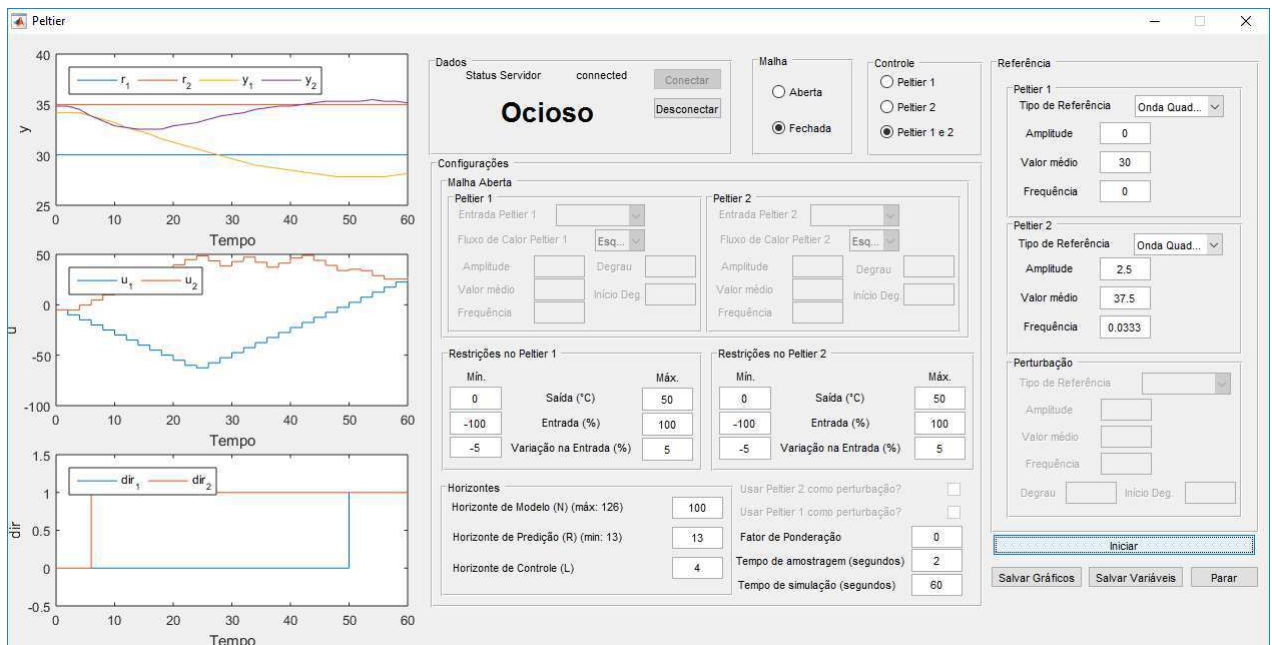 Peltier
40
35
30
25
y
r1 r2 y1 y2
0 10 20 30 40 50 60
Tempo
50
0
-50
-100
u
u1 u2
0 10 20 30 40 50 60
Tempo
1.5
1
0.5
0
-0.5
dir
dir1 dir2
0 10 20 30 40 50 60
Tempo
Dados
Status Servidor connected Conectar
Ocioso Desconectar
Malha
Aberta
Fechada
Controle
Peltier 1
Peltier 2
Peltier 1 e 2
Configurações
Malha Aberta
Peltier 1
Entrada Peltier 1
Fluxo de Calor Peltier 1 Esq...
Amplitude Degrau
Valor médio Início Deg.
Frequência
Peltier 2
Entrada Peltier 2
Fluxo de Calor Peltier 2 Esq...
Amplitude Degrau
Valor médio Início Deg.
Frequência
Restrições no Peltier 1
Mín. Máx.
0 Saída (°C) 50
-100 Entrada (%) 100
-5 Variação na Entrada (%) 5
Restrições no Peltier 2
Mín. Máx.
0 Saída (°C) 50
-100 Entrada (%) 100
-5 Variação na Entrada (%) 5
Horizontes
Horizonte de Modelo (N) (máx: 126) 100
Horizonte de Predição (R) (min: 13) 13
Horizonte de Controle (L) 4
Usar Peltier 2 como perturbação?
Usar Peltier 1 como perturbação?
Fator de Ponderação 0
Tempo de amostragem (segundos) 2
Tempo de simulação (segundos) 60
Referência
Peltier 1
Tipo de Referência Onda Quad...
Amplitude 0
Valor médio 30
Frequência 0
Peltier 2
Tipo de Referência Onda Quad...
Amplitude 2.5
Valor médio 37.5
Frequência 0.0333
Perturbação
Tipo de Referência
Amplitude
Valor médio
Frequência
Degrau Início Deg.
Iniciar
Salvar Gráficos Salvar Variáveis Parar